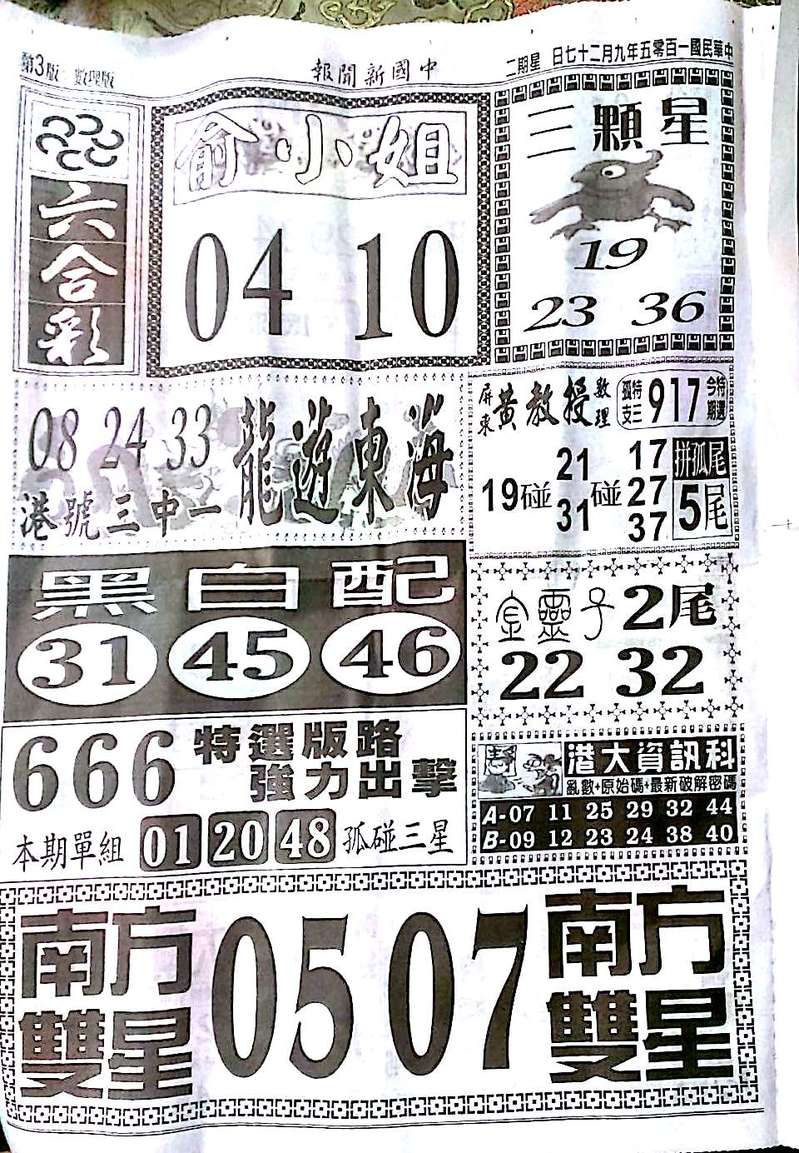 第3版 數理版
中國新聞報
中華民國一百零五年九月二十七日 星期二
六合彩
俞小姐
04 10
三顆星
19
23 36
08 24 33
港號三中一
龍遊東海
屏東黃教授數理
特三孤支
917
今期特選
19碰
21
31
碰
17
27
37
拼孤尾
5尾
黑白配
31 45 46
金靈子 2尾
22 32
666
特選版路
強力出擊
本期單組 01 20 48 孤碰三星
港大資訊科
亂數+原始碼+最新破解密碼
A-07 11 25 29 32 44
B-09 12 23 24 38 40
南方雙星
05 07
南方雙星